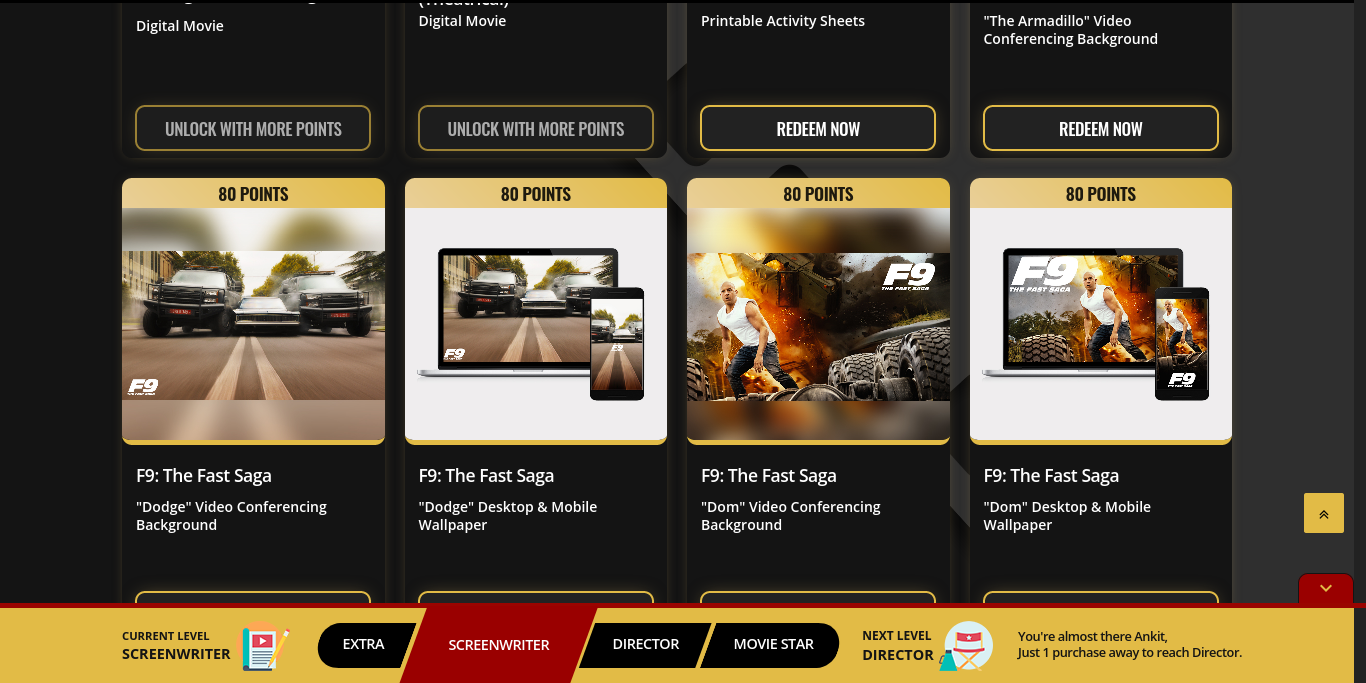 (Theatrical)
Digital Movie
Digital Movie
Printable Activity Sheets
"The Armadillo" Video
Conferencing Background
UNLOCK WITH MORE POINTS
UNLOCK WITH MORE POINTS
REDEEM NOW
REDEEM NOW
80 POINTS
80 POINTS
80 POINTS
80 POINTS
F9
THE FAST SAGA
F9
F9
F9
THE FAST SAGA
F9
THE FAST SAGA
F9
F9: The Fast Saga
"Dodge" Video Conferencing
Background
F9: The Fast Saga
"Dodge" Desktop & Mobile
Wallpaper
F9: The Fast Saga
"Dom" Video Conferencing
Background
F9: The Fast Saga
"Dom" Desktop & Mobile
Wallpaper
CURRENT LEVEL
SCREENWRITER
EXTRA
SCREENWRITER
DIRECTOR
MOVIE STAR
NEXT LEVEL
DIRECTOR
You're almost there Ankit,
Just 1 purchase away to reach Director.